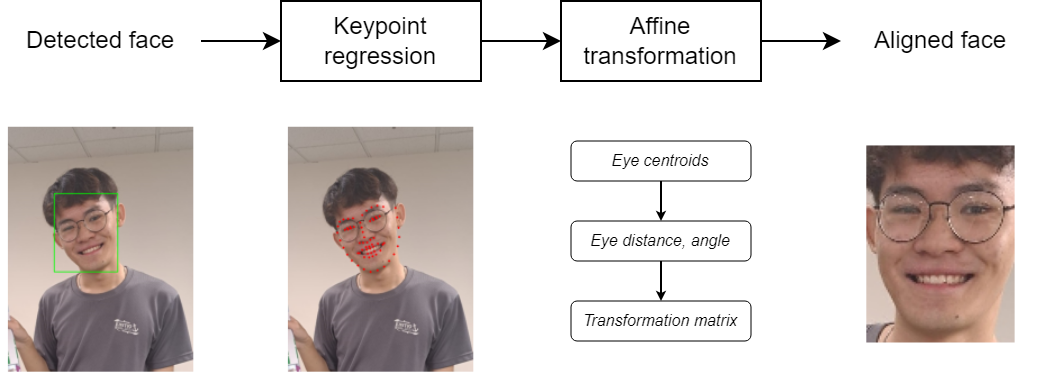 Detected face
Keypoint
regression
Affine
transformation
Aligned face
Eye centroids
Eye distance, angle
Transformation matrix